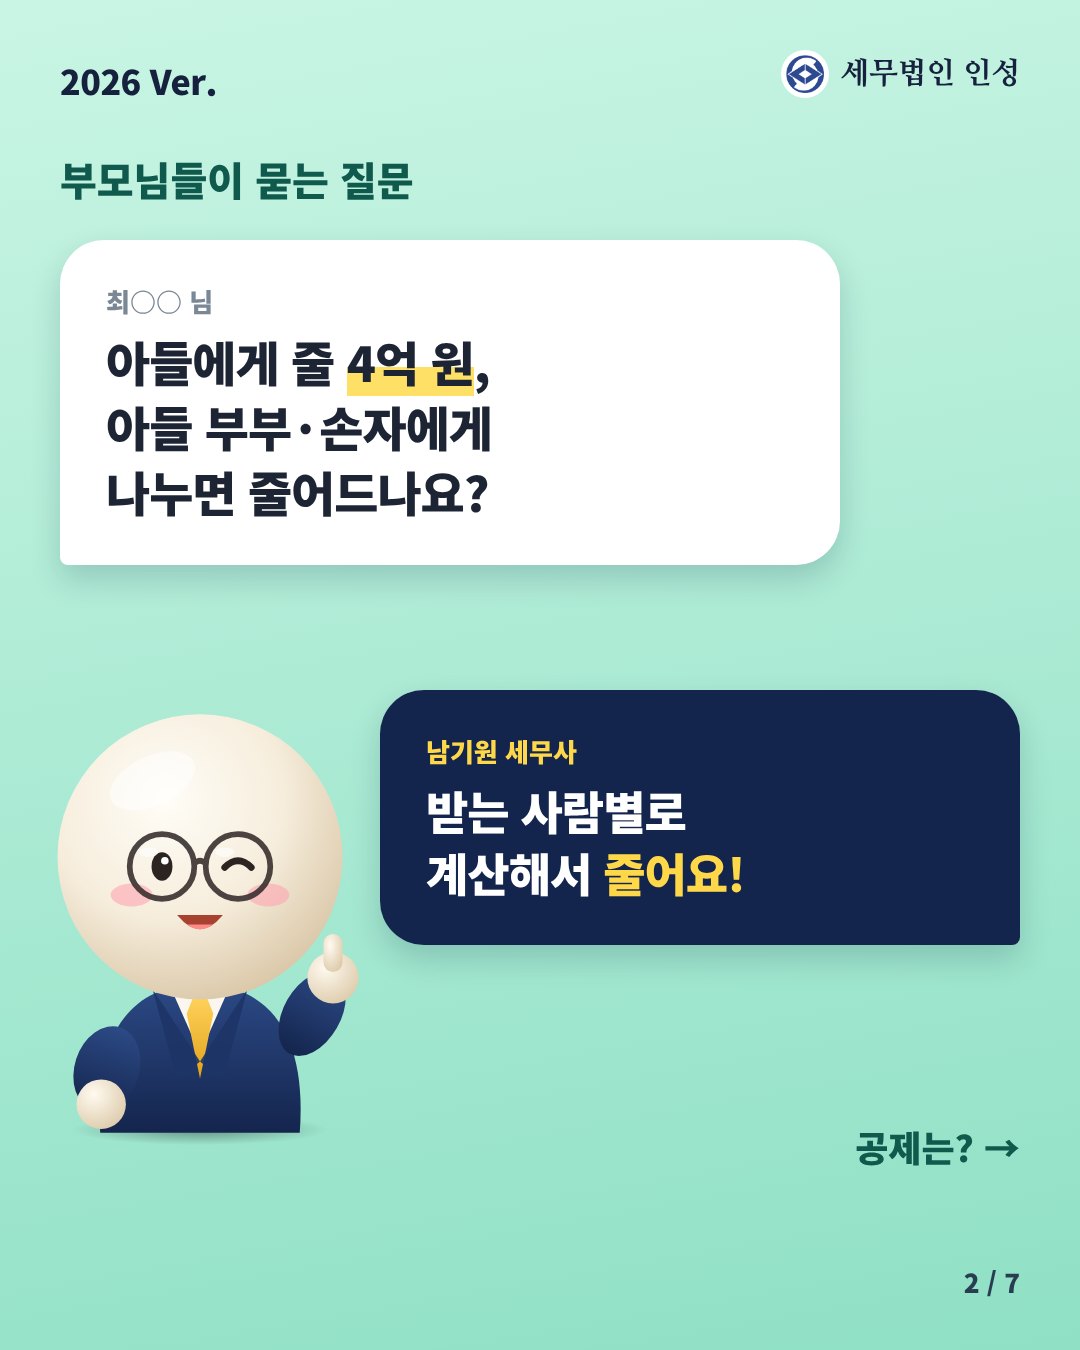 2026 Ver.
세무법인 인성
부모님들이 묻는 질문
최○○ 님
아들에게 줄 4억 원,
아들 부부·손자에게
나누면 줄어드나요?
남기원 세무사
받는 사람별로
계산해서 줄어요!
공제는? →
2 / 7